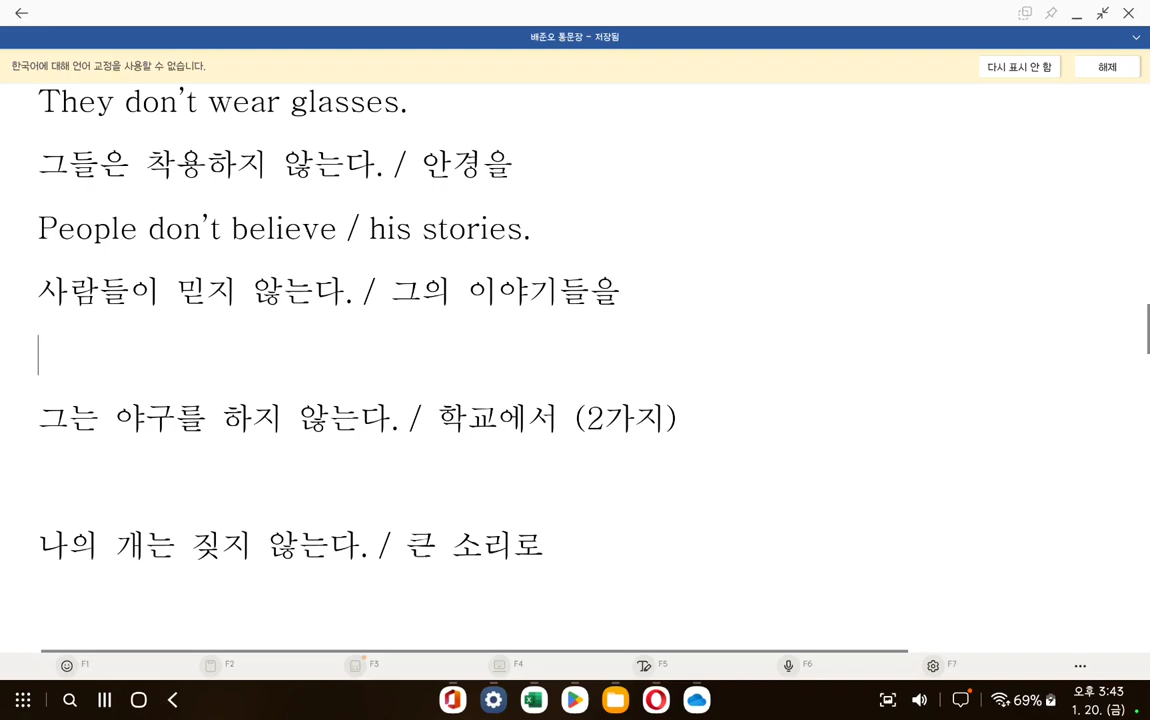 배준오 통문장 - 저장됨
한국어에 대해 언어 교정을 사용할 수 없습니다.
다시 표시 안 함
해제
They don’t wear glasses.
그들은 착용하지 않는다. / 안경을
People don’t believe / his stories.
사람들이 믿지 않는다. / 그의 이야기들을
그는 야구를 하지 않는다. / 학교에서 (2가지)
나의 개는 짖지 않는다. / 큰 소리로
F1 F2 F3 F4 F5 F6 F7
69%
오후 3:43
1. 20. (금)